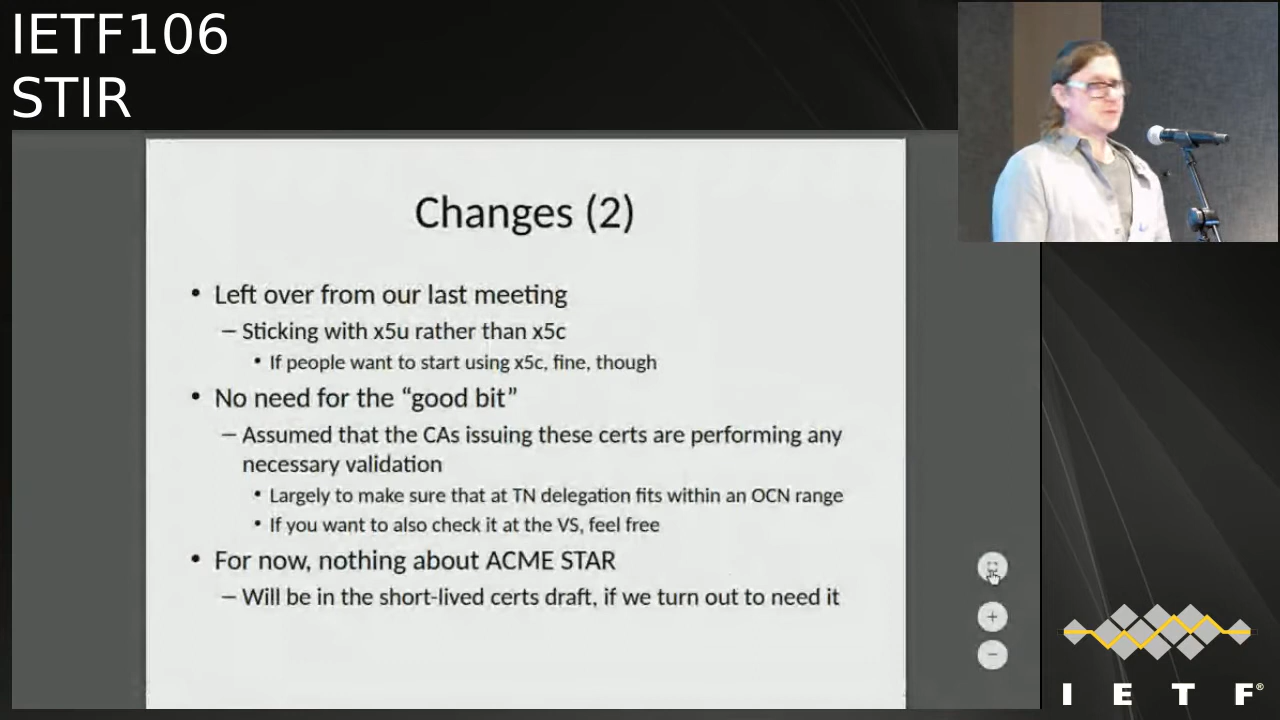 IETF106
STIR
Changes (2)
• Left over from our last meeting
– Sticking with x5u rather than x5c
• If people want to start using x5c, fine, though
• No need for the “good bit”
– Assumed that the CAs issuing these certs are performing any
necessary validation
• Largely to make sure that at TN delegation fits within an OCN range
• If you want to also check it at the VS, feel free
• For now, nothing about ACME STAR
– Will be in the short-lived certs draft, if we turn out to need it
+
−
I E T F®